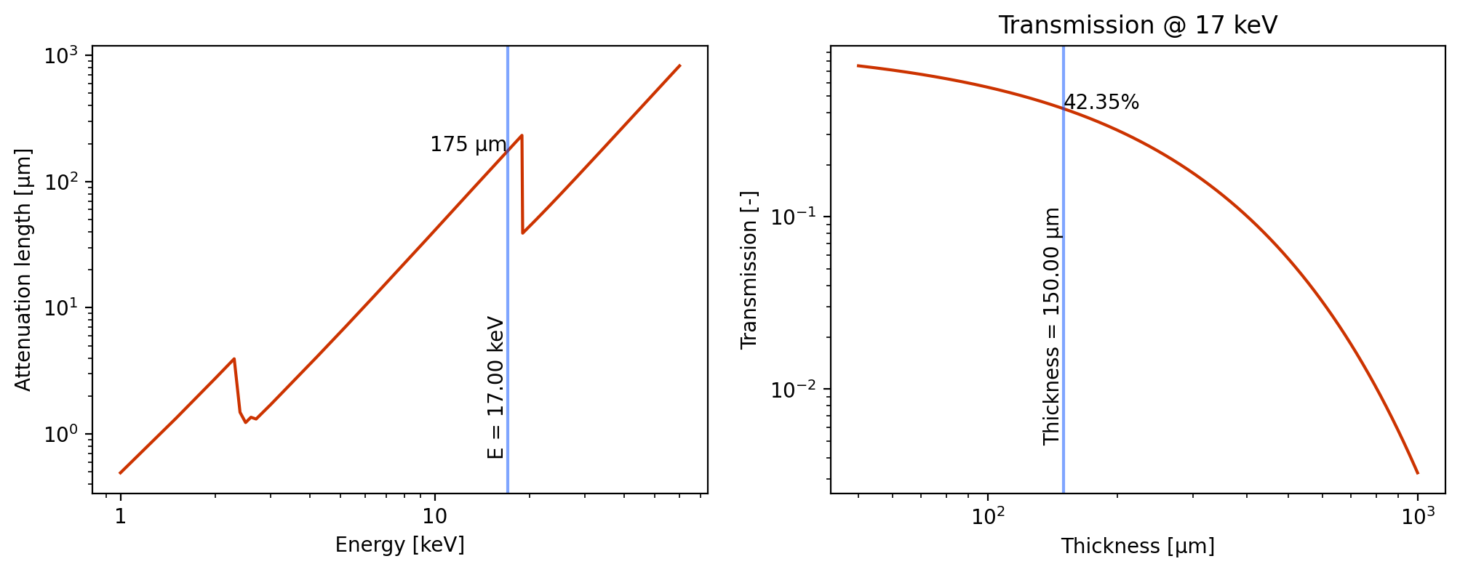 Attenuation length [µm]
10³
10²
10¹
10⁰
175 µm
E = 17.00 keV
1
10
Energy [keV]
Transmission @ 17 keV
Transmission [-]
10⁻¹
10⁻²
42.35%
Thickness = 150.00 µm
10²
10³
Thickness [µm]